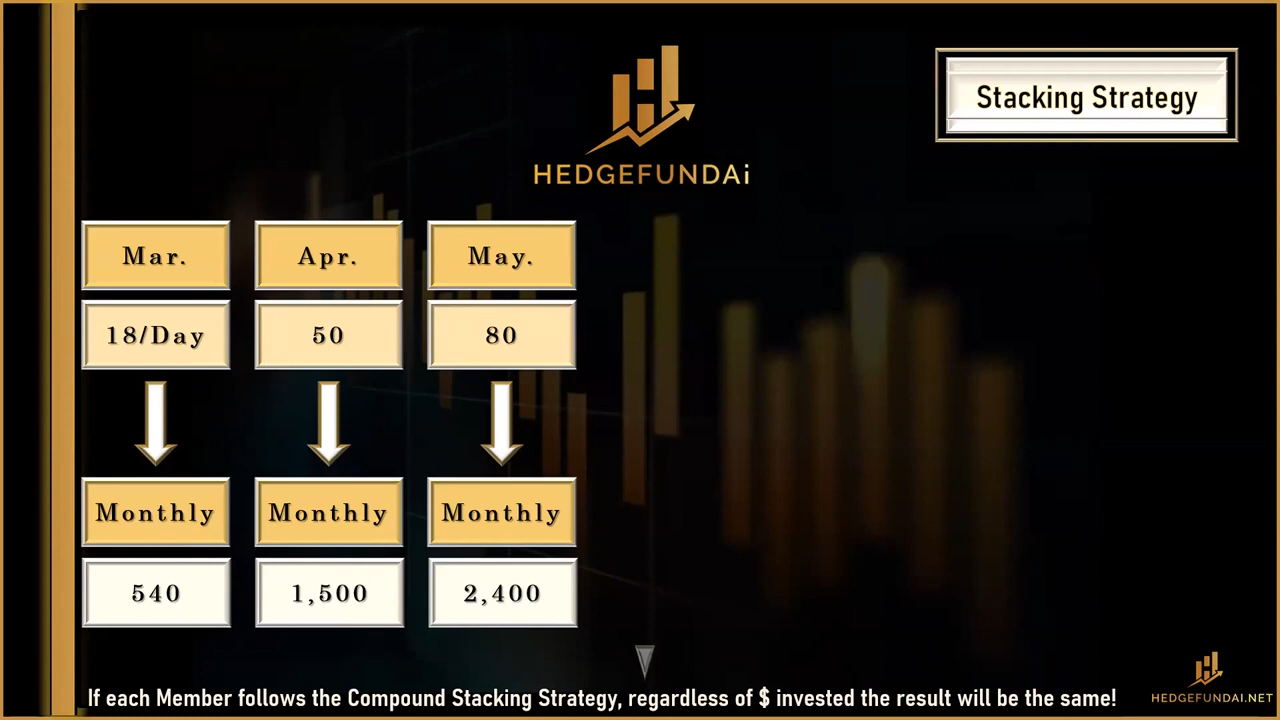 HEDGEFUNDAi
Stacking Strategy
Mar. Apr. May.
18/Day 50 80
Monthly Monthly Monthly
540 1,500 2,400
If each Member follows the Compound Stacking Strategy, regardless of $ invested the result will be the same!
HEDGEFUNDAI.NET